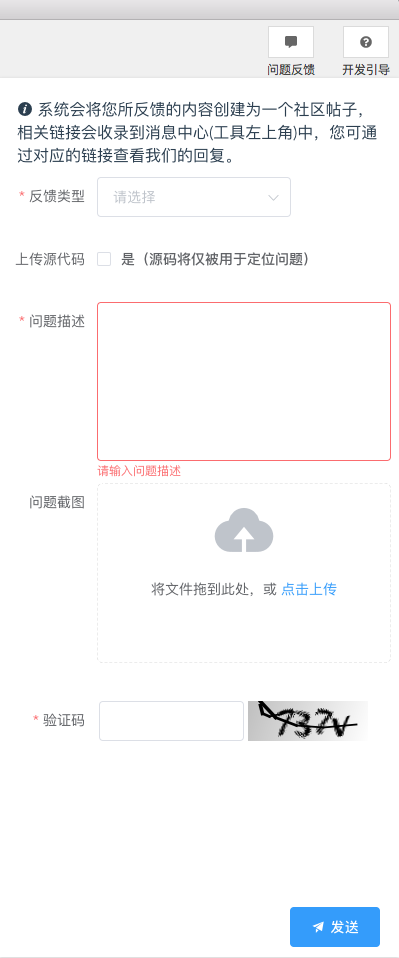 问题反馈 开发引导
系统会将您所反馈的内容创建为一个社区帖子，
相关链接会收录到消息中心(工具左上角)中，您可通
过对应的链接查看我们的回复。
* 反馈类型 请选择
上传源代码 是（源码将仅被用于定位问题）
* 问题描述
请输入问题描述
问题截图
将文件拖到此处，或 点击上传
* 验证码 737V
发送